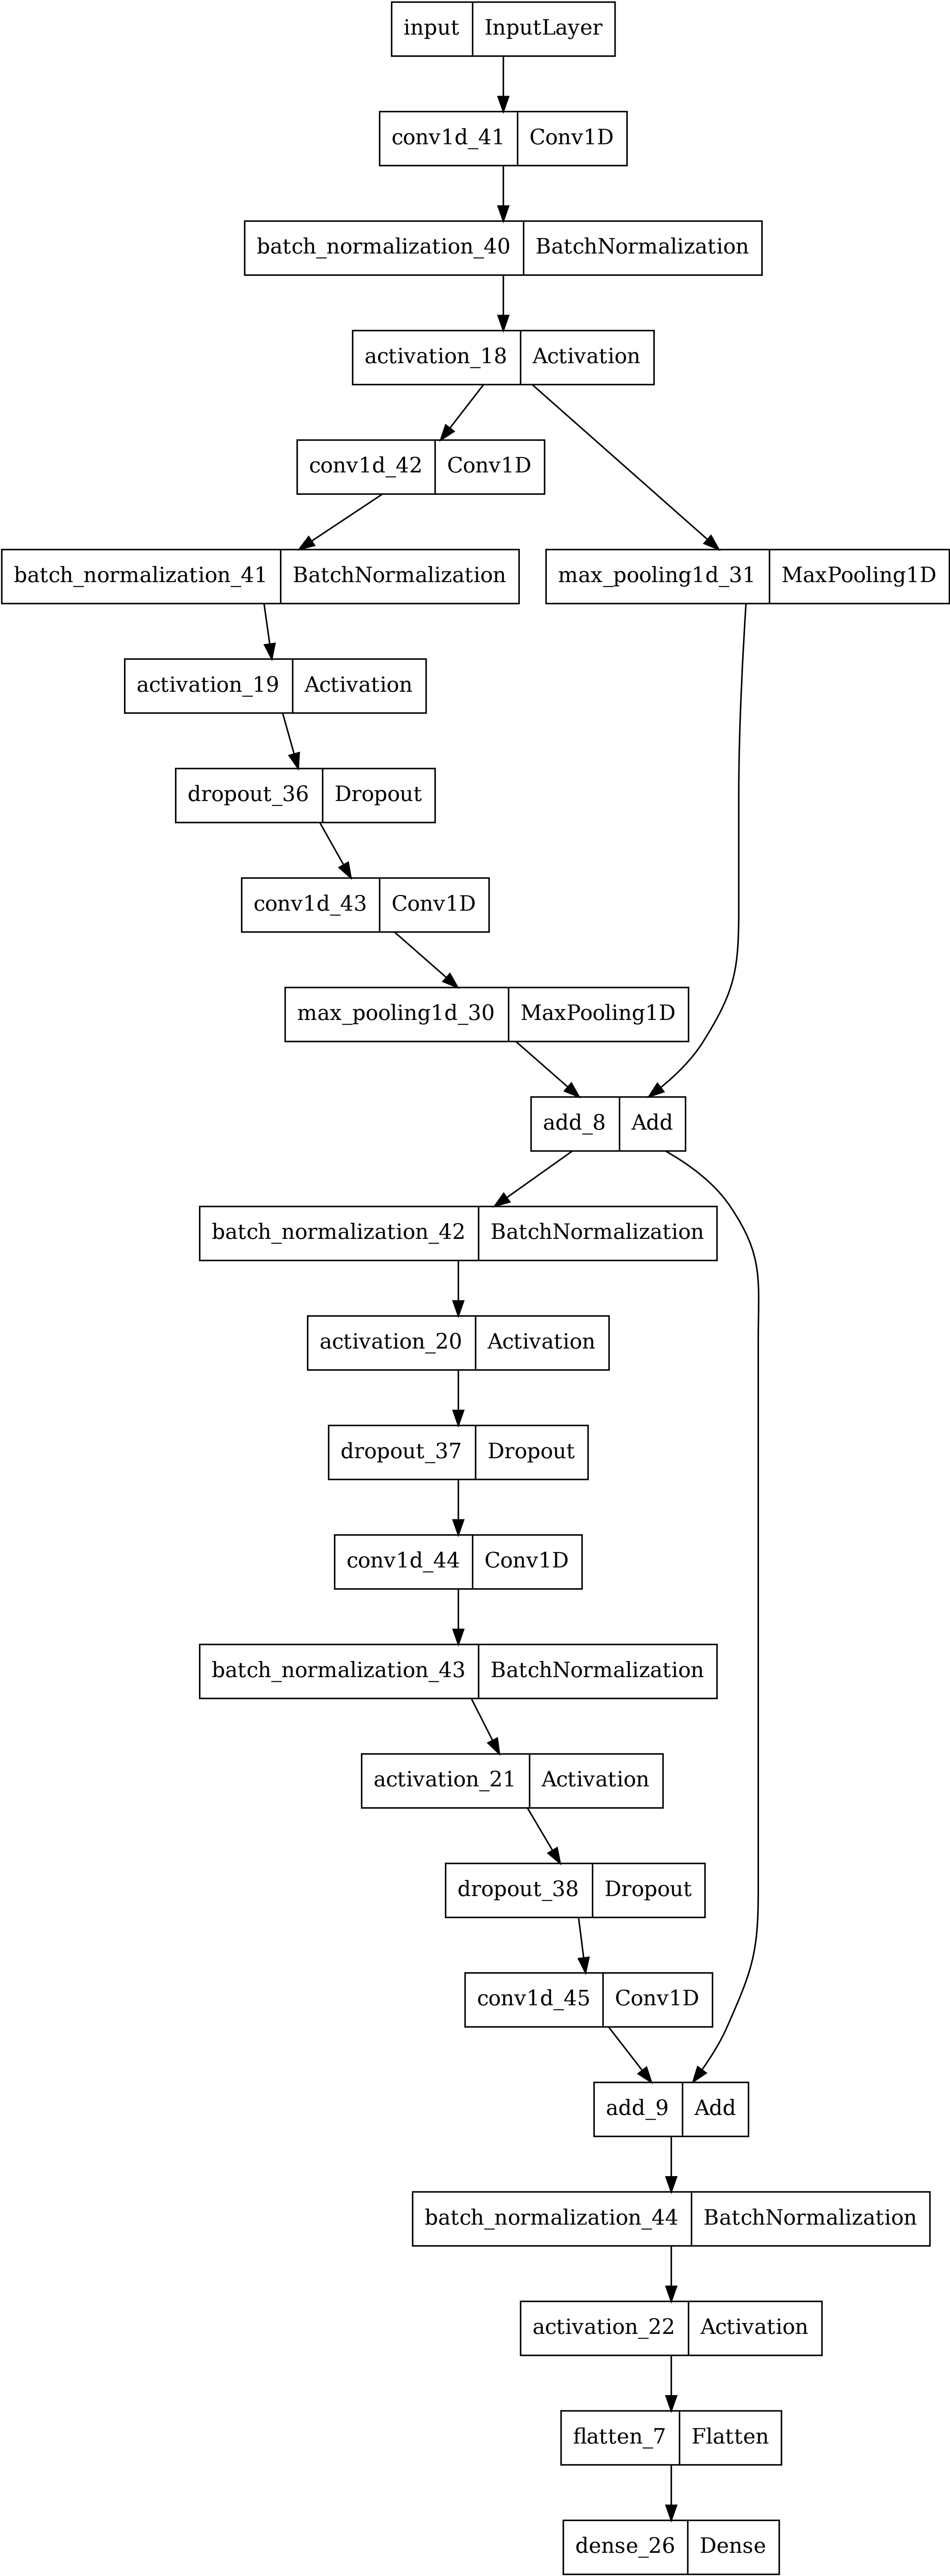 input InputLayer
conv1d_41 Conv1D
batch_normalization_40 BatchNormalization
activation_18 Activation
conv1d_42 Conv1D
batch_normalization_41 BatchNormalization
max_pooling1d_31 MaxPooling1D
activation_19 Activation
dropout_36 Dropout
conv1d_43 Conv1D
max_pooling1d_30 MaxPooling1D
add_8 Add
batch_normalization_42 BatchNormalization
activation_20 Activation
dropout_37 Dropout
conv1d_44 Conv1D
batch_normalization_43 BatchNormalization
activation_21 Activation
dropout_38 Dropout
conv1d_45 Conv1D
add_9 Add
batch_normalization_44 BatchNormalization
activation_22 Activation
flatten_7 Flatten
dense_26 Dense